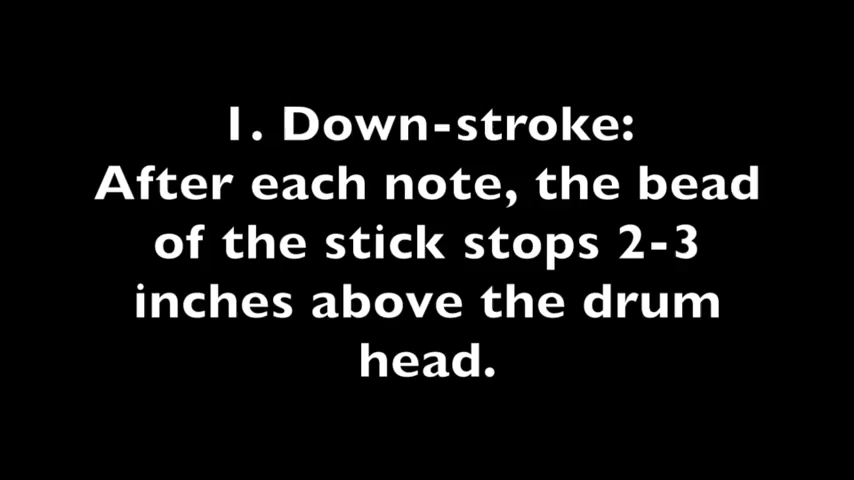 1. Down-stroke:
After each note, the bead
of the stick stops 2-3
inches above the drum
head.